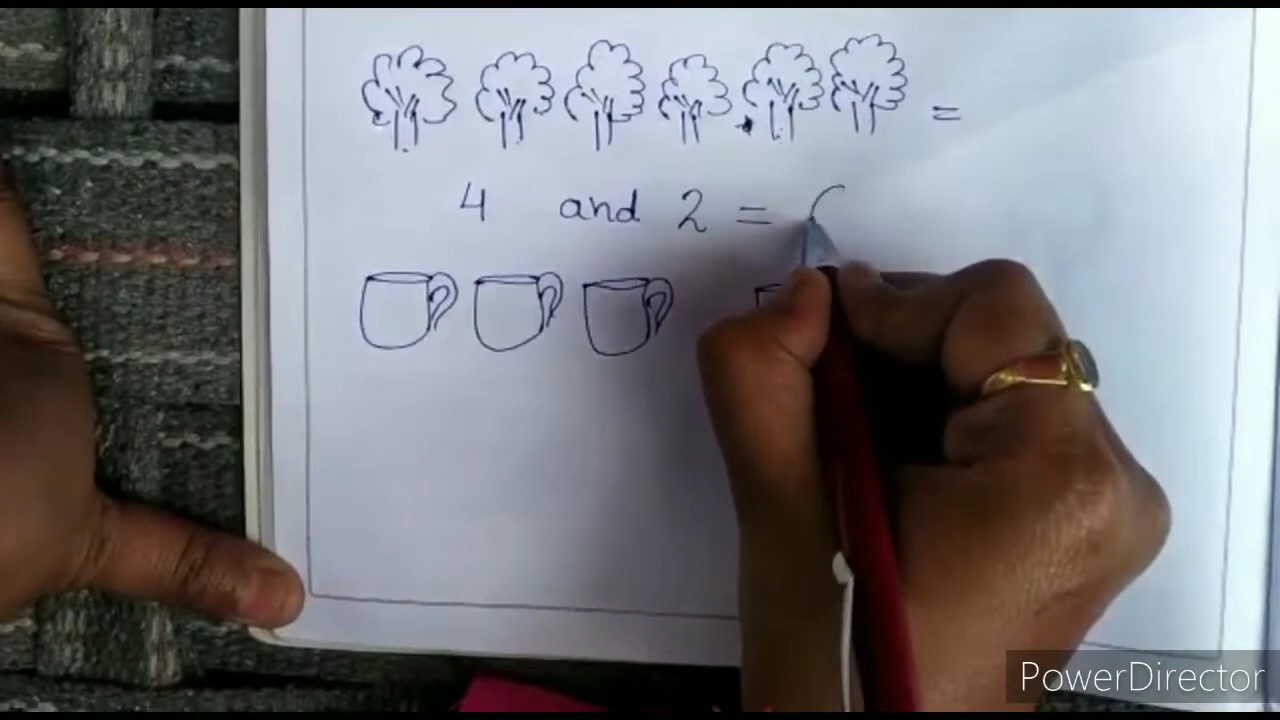 =
4 and 2 =
PowerDirector